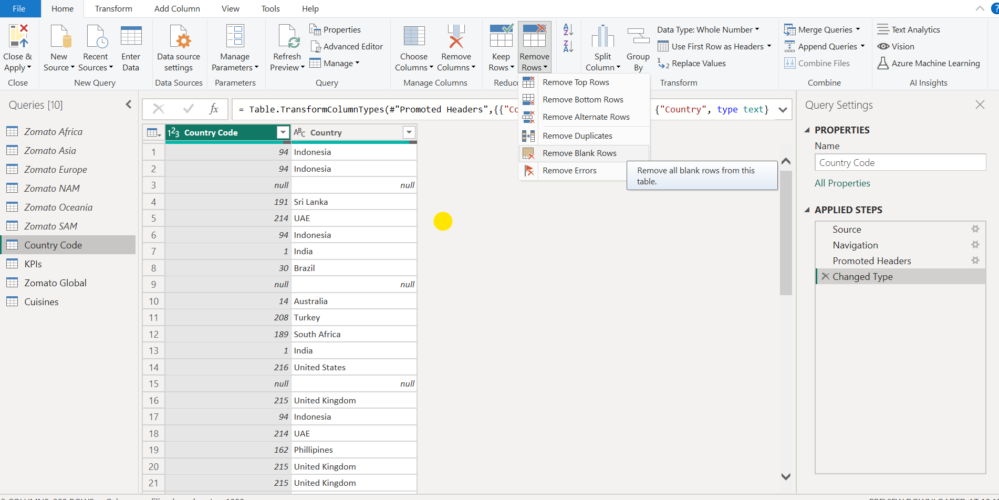 File Home Transform Add Column View Tools Help
Close & Apply
New Source
Recent Sources
Enter Data
Data source settings
Manage Parameters
Refresh Preview
Properties
Advanced Editor
Manage
Choose Columns
Remove Columns
Keep Rows
Remove Rows
A Z
Z A
Split Column
Group By
Data Type: Whole Number
Use First Row as Headers
1 2 Replace Values
Merge Queries
Append Queries
Combine Files
Text Analytics
Vision
Azure Machine Learning
Close New Query Data Sources Parameters Query Manage Columns Reduce Transform Combine AI Insights
Remove Top Rows
Remove Bottom Rows
Remove Alternate Rows
Remove Duplicates
Remove Blank Rows
Remove Errors
Remove all blank rows from this
table.
Queries [10]
Zomato Africa
Zomato Asia
Zomato Europe
Zomato NAM
Zomato Oceania
Zomato SAM
Country Code
KPIs
Zomato Global
Cuisines
fx = Table.TransformColumnTypes(#"Promoted Headers",{{"Co {"Country", type text}
123 Country Code ABC Country
1 94 Indonesia
2 94 Indonesia
3 null null
4 191 Sri Lanka
5 214 UAE
6 94 Indonesia
7 1 India
8 30 Brazil
9 null null
10 14 Australia
11 208 Turkey
12 189 South Africa
13 1 India
14 216 United States
15 null null
16 215 United Kingdom
17 94 Indonesia
18 214 UAE
19 162 Phillipines
20 215 United Kingdom
21 215 United Kingdom
Query Settings
PROPERTIES
Name
Country Code
All Properties
APPLIED STEPS
Source
Navigation
Promoted Headers
Changed Type